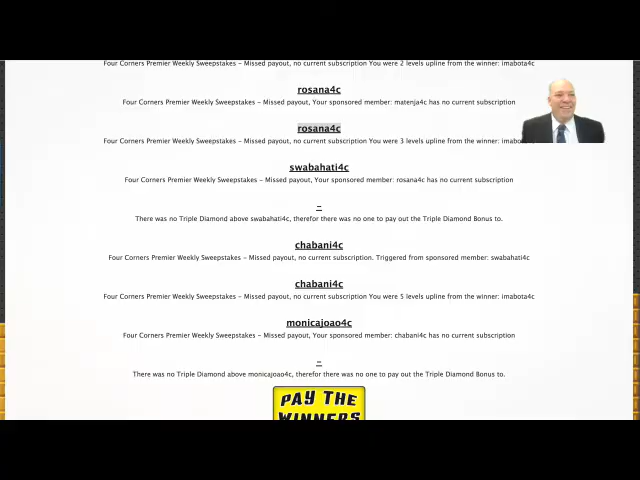 Four Corners Premier Weekly Sweepstakes - Missed payout, no current subscription You were 2 levels upline from the winner: imabota4c
rosana4c
Four Corners Premier Weekly Sweepstakes - Missed payout, Your sponsored member: matenja4c has no current subscription
rosana4c
Four Corners Premier Weekly Sweepstakes - Missed payout, no current subscription You were 3 levels upline from the winner: imabota4c
swabahati4c
Four Corners Premier Weekly Sweepstakes - Missed payout, Your sponsored member: rosana4c has no current subscription
-
There was no Triple Diamond above swabahati4c, therefor there was no one to pay out the Triple Diamond Bonus to.
chabani4c
Four Corners Premier Weekly Sweepstakes - Missed payout, no current subscription. Triggered from sponsored member: swabahati4c
chabani4c
Four Corners Premier Weekly Sweepstakes - Missed payout, no current subscription You were 5 levels upline from the winner: imabota4c
monicajoao4c
Four Corners Premier Weekly Sweepstakes - Missed payout, Your sponsored member: chabani4c has no current subscription
-
There was no Triple Diamond above monicajoao4c, therefor there was no one to pay out the Triple Diamond Bonus to.
PAY THE
WINNERS